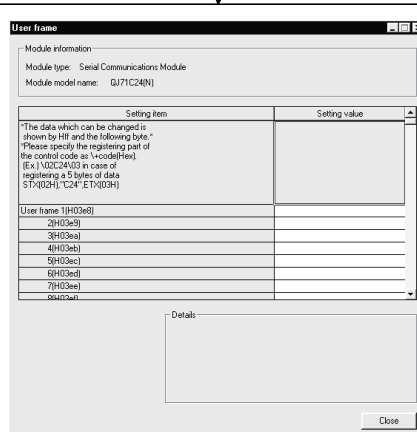 User frame
Module information
Module type: Serial Communications Module
Module model name: QJ71C24(N)
Setting item Setting value
"The data which can be changed is
shown by Hff and the following byte."
"Please specify the registering part of
the control code as \+code(Hex).
(Ex.) \02C24\03 in case of
registering a 5 bytes of data
STX(02H),"C24",ETX(03H)
User frame 1(H03e8)
2(H03e9)
3(H03ea)
4(H03eb)
5(H03ec)
6(H03ed)
7(H03ee)
8(H03ef)
Details
Close